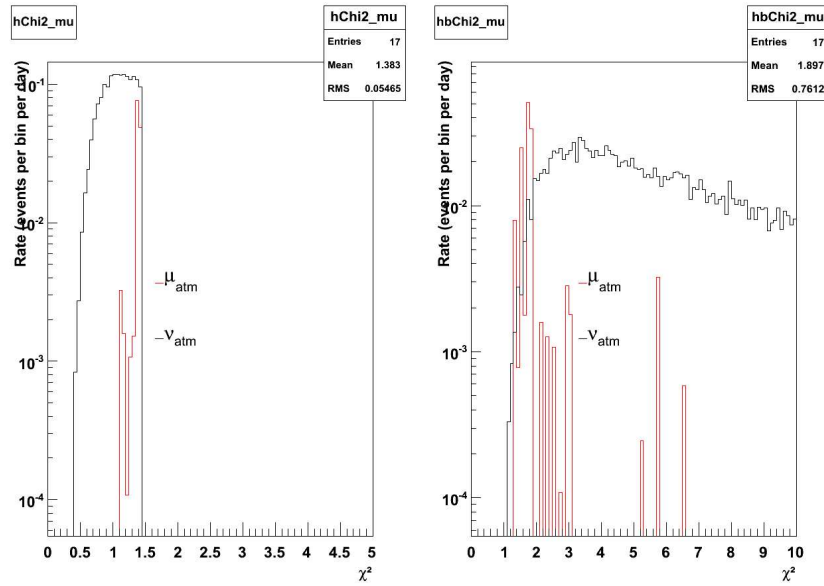 hChi2_mu
hChi2_mu
Entries 17
Mean 1.383
RMS 0.05465
Rate (events per bin per day)
10⁻¹
10⁻²
10⁻³
10⁻⁴
μatm
νatm
0 0.5 1 1.5 2 2.5 3 3.5 4 4.5 5
χ²
hbChi2_mu
hbChi2_mu
Entries 17
Mean 1.897
RMS 0.7612
Rate (events per bin per day)
10⁻¹
10⁻²
10⁻³
10⁻⁴
μatm
νatm
0 1 2 3 4 5 6 7 8 9 10
χ²